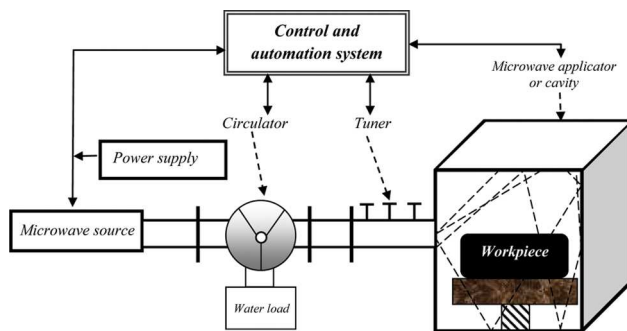 Control and
automation system
Microwave applicator
or cavity
Circulator
Tuner
Power supply
Microwave source
Workpiece
Water load